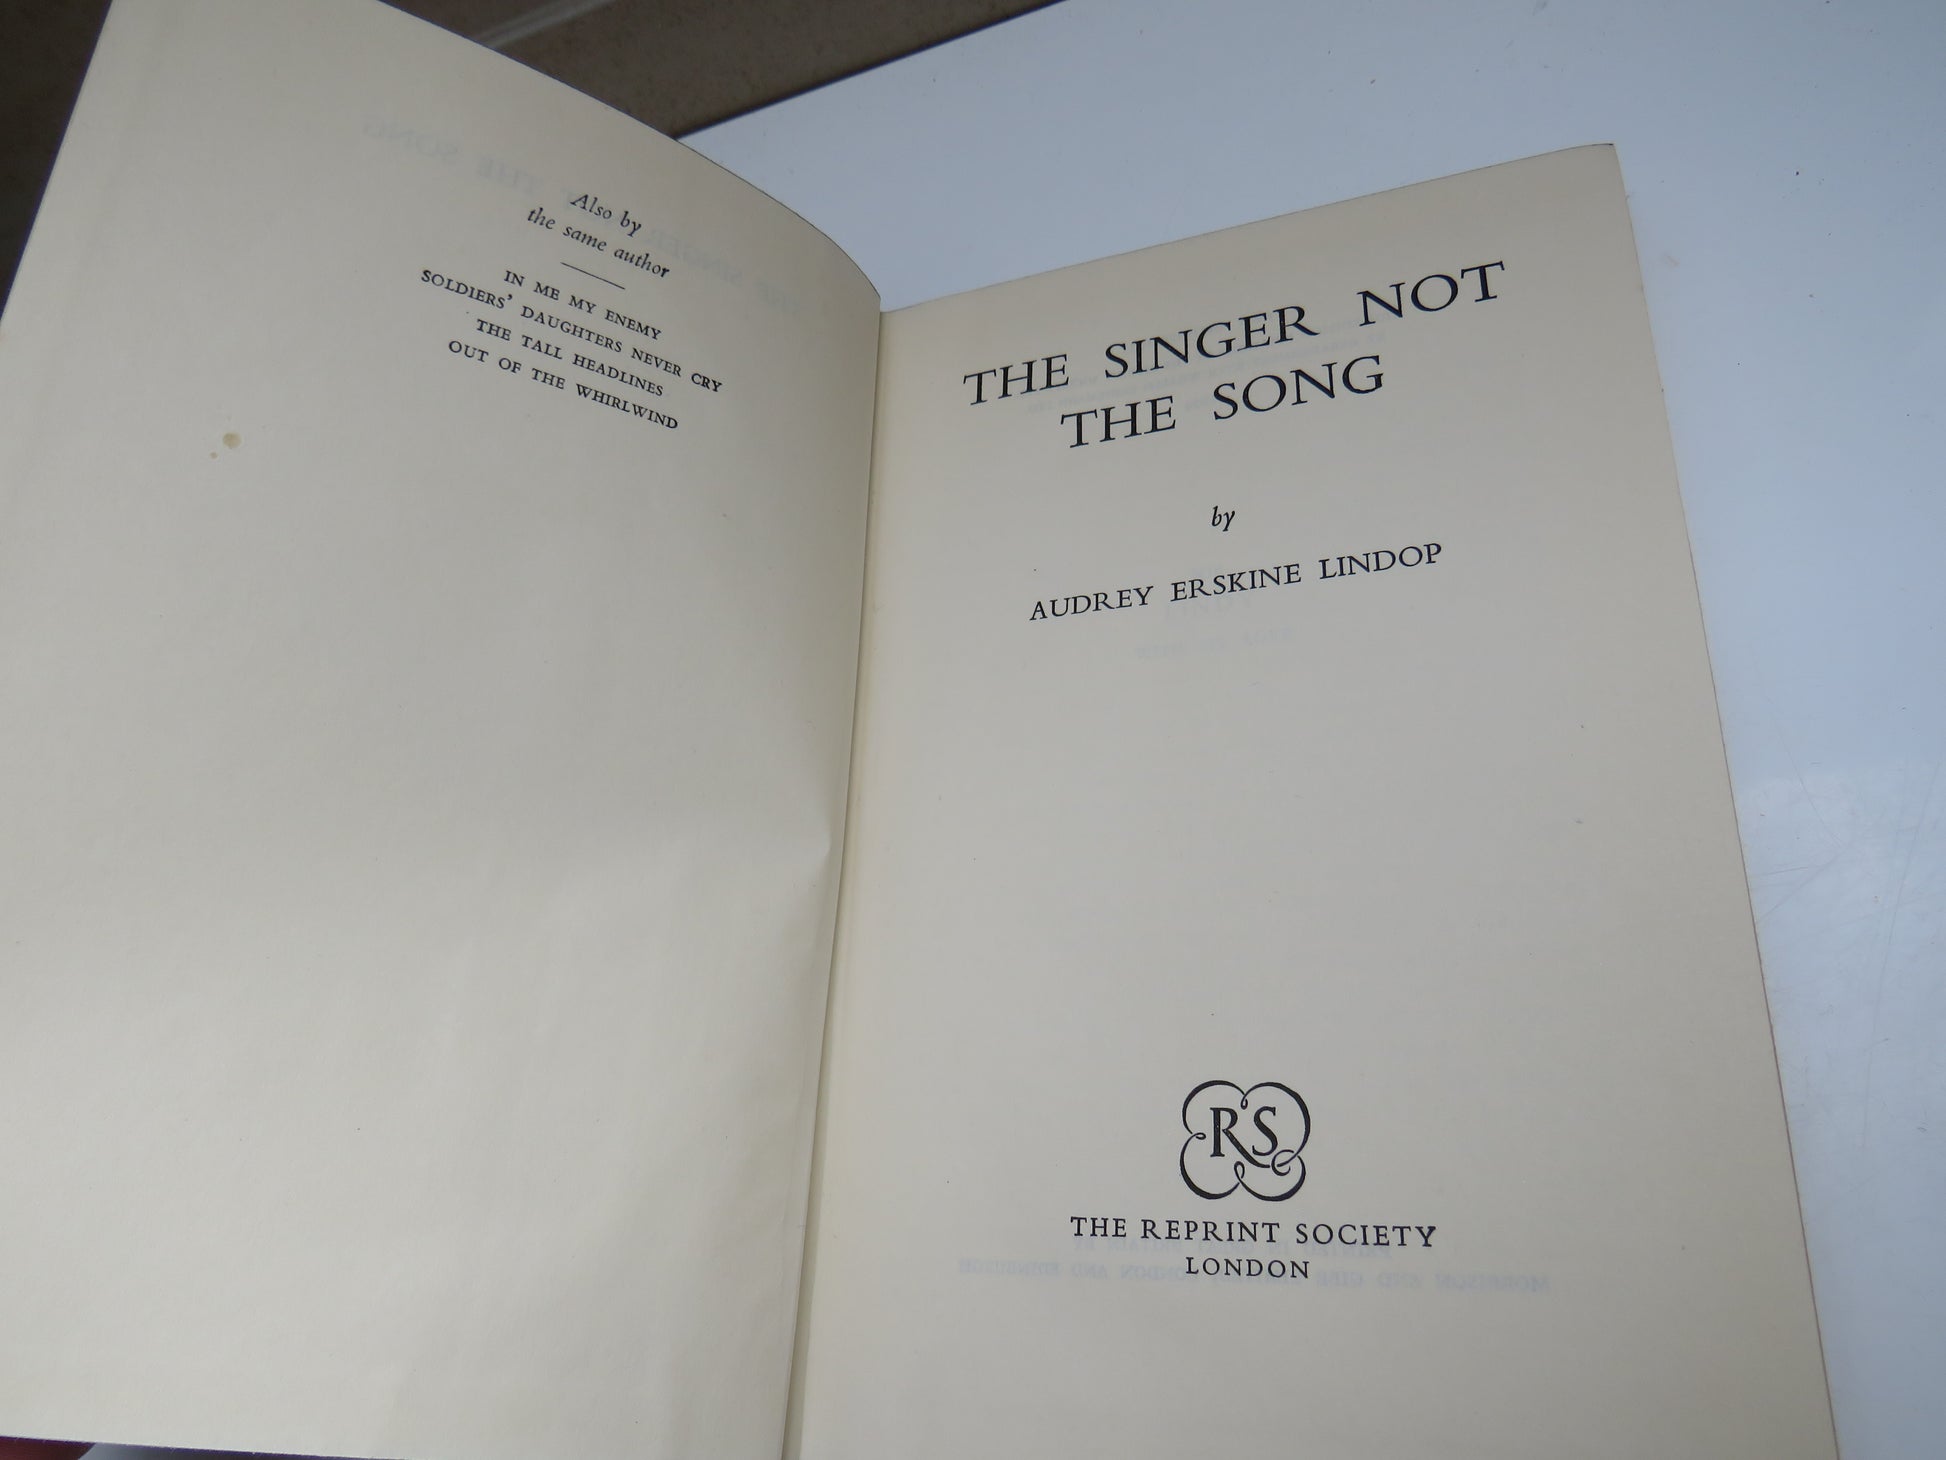 Also by
the same author
IN ME MY ENEMY
SOLDIERS' DAUGHTERS NEVER CRY
THE TALL HEADLINES
OUT OF THE WHIRLWIND
THE SINGER NOT
THE SONG
by
AUDREY ERSKINE LINDOP
RS
THE REPRINT SOCIETY
LONDON